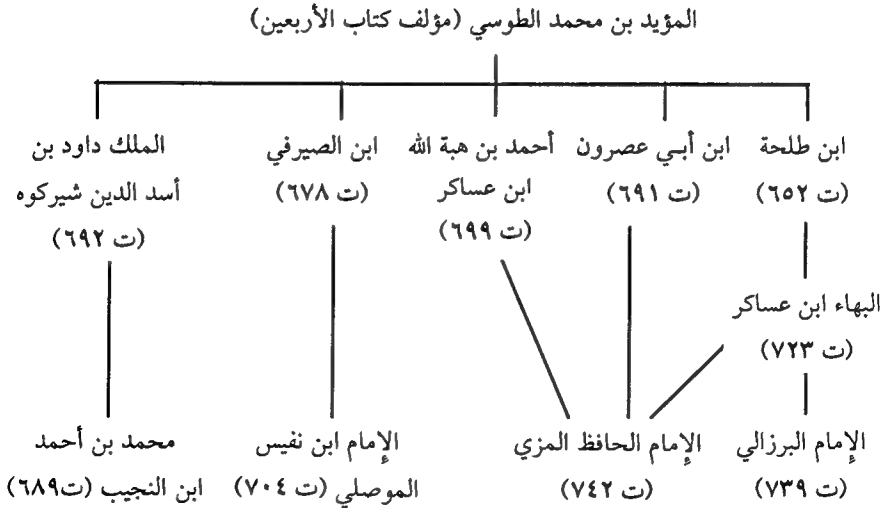 المؤيد بن محمد الطوسي (مؤلف كتاب الأربعين)
ابن طلحة
(ت ٦٥٢)
ابن أبي عصرون
(ت ٦٩١)
أحمد بن هبة الله
ابن عساكر
(ت ٦٩٩)
ابن الصيرفي
(ت ٦٧٨)
الملك داود بن
أسد الدين شيركوه
(ت ٦٩٢)
البهاء ابن عساكر
(ت ٧٢٣)
الإمام البرزالي
(ت ٧٣٩)
الإمام الحافظ المزي
(ت ٧٤٢)
الإمام ابن نفيس
الموصلي (ت ٧٠٤)
محمد بن أحمد
ابن النجيب (ت٦٨٩)